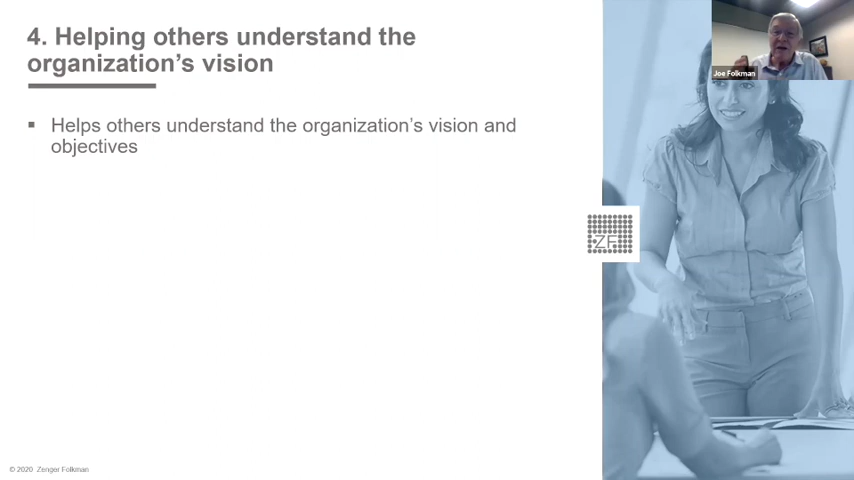 4. Helping others understand the
organization's vision
Joe Folkman
▪ Helps others understand the organization's vision and
objectives
ZF
© 2020 Zenger Folkman